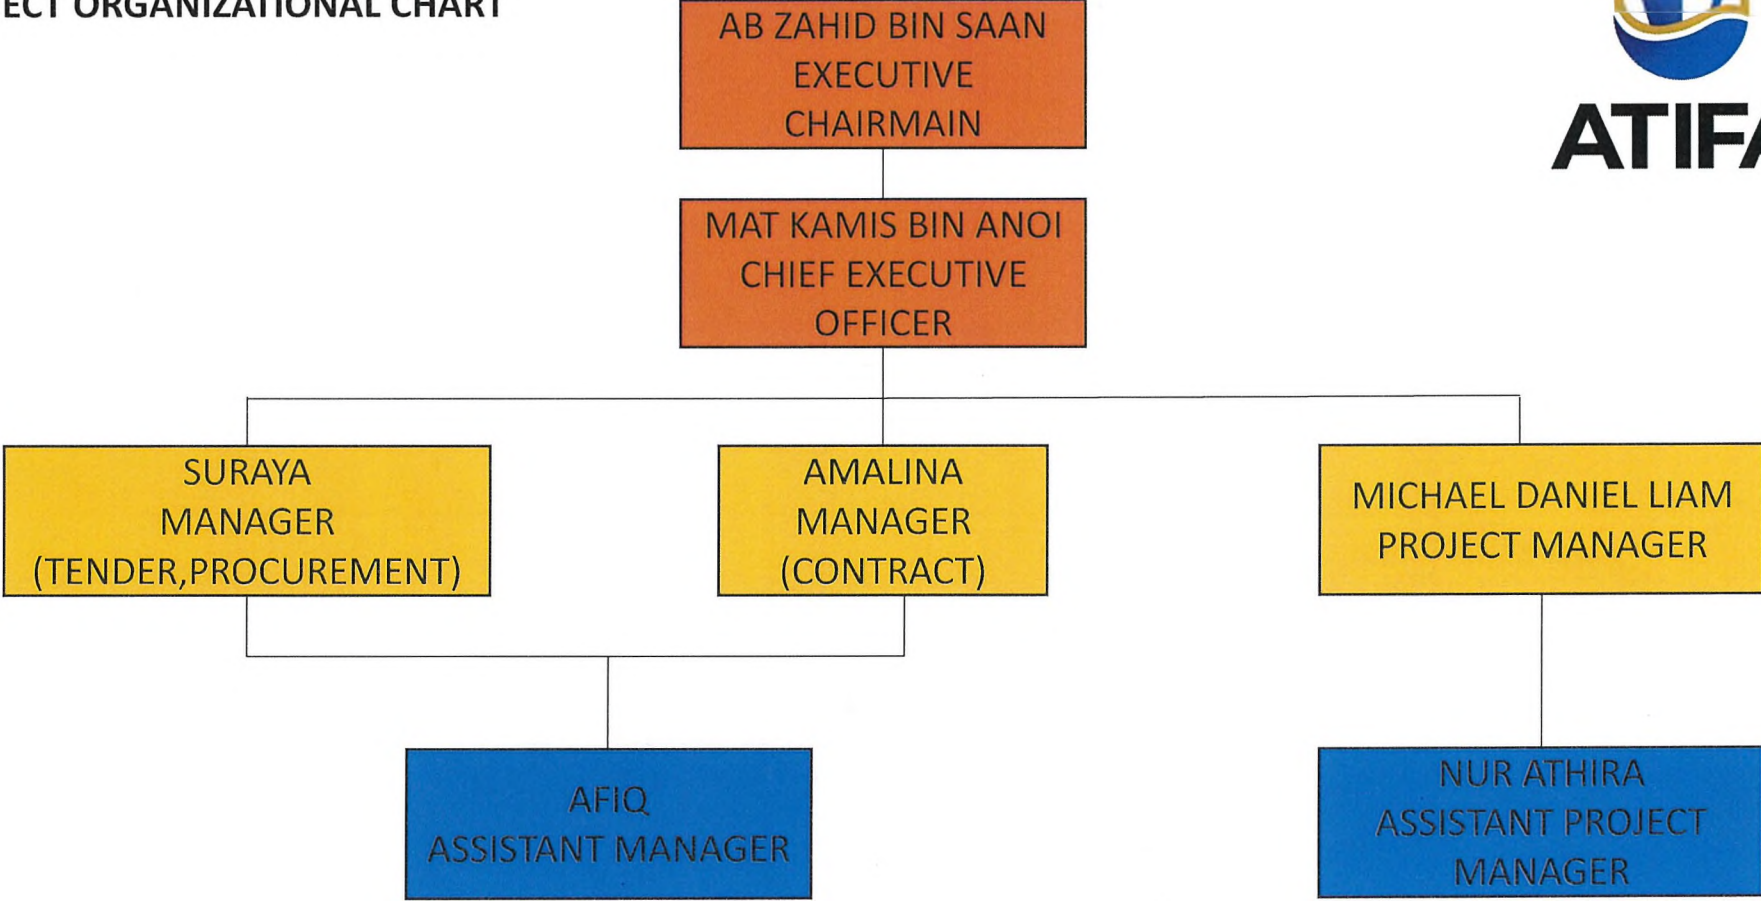 ECT ORGANIZATIONAL CHART
AB ZAHID BIN SAAN
EXECUTIVE
CHAIRMAIN
ATIFA
MAT KAMIS BIN ANOI
CHIEF EXECUTIVE
OFFICER
SURAYA
MANAGER
(TENDER,PROCUREMENT)
AMALINA
MANAGER
(CONTRACT)
MICHAEL DANIEL LIAM
PROJECT MANAGER
AFIQ
ASSISTANT MANAGER
NUR ATHIRA
ASSISTANT PROJECT
MANAGER